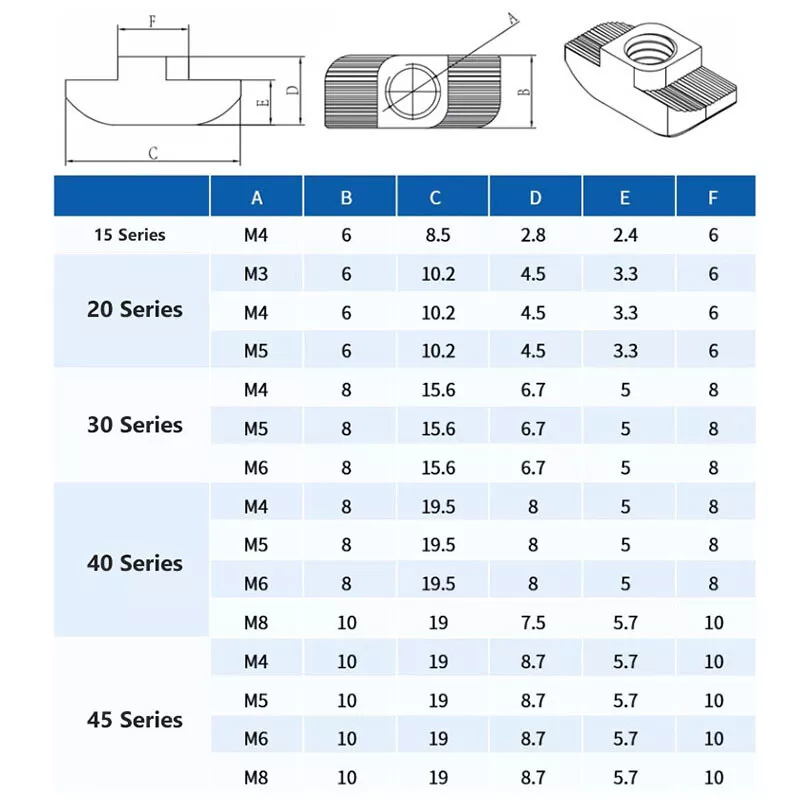 F
A
D
E
B
C
A B C D E F
15 Series M4 6 8.5 2.8 2.4 6
20 Series M3 6 10.2 4.5 3.3 6
M4 6 10.2 4.5 3.3 6
M5 6 10.2 4.5 3.3 6
30 Series M4 8 15.6 6.7 5 8
M5 8 15.6 6.7 5 8
M6 8 15.6 6.7 5 8
40 Series M4 8 19.5 8 5 8
M5 8 19.5 8 5 8
M6 8 19.5 8 5 8
M8 10 19 7.5 5.7 10
45 Series M4 10 19 8.7 5.7 10
M5 10 19 8.7 5.7 10
M6 10 19 8.7 5.7 10
M8 10 19 8.7 5.7 10